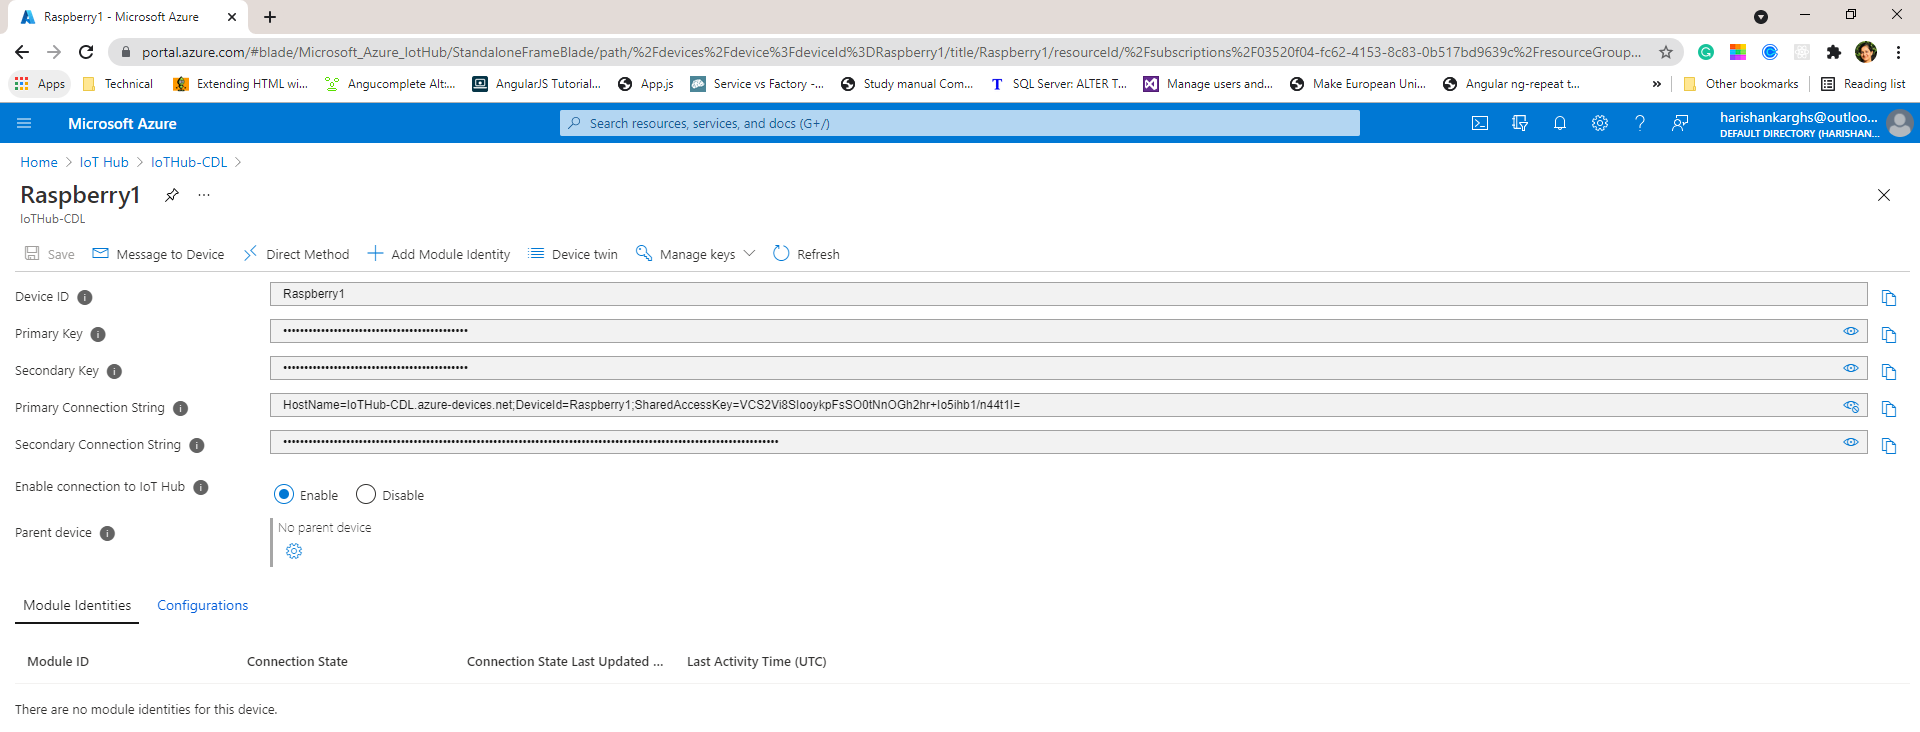 Raspberry1 - Microsoft Azure
portal.azure.com/#blade/Microsoft_Azure_IotHub/StandaloneFrameBlade/path/%2Fdevices%2Fdevice%3FdeviceId%3DRaspberry1/title/Raspberry1/resourceId/%2Fsubscriptions%2F03520f04-fc62-4153-8c83-0b517bd9639c%2FresourceGroup...
Apps Technical Extending HTML wi... Angucomplete Alt:... AngularJS Tutorial... App.js Service vs Factory -... Study manual Com... SQL Server: ALTER T... Manage users and... Make European Uni... Angular ng-repeat t... » Other bookmarks Reading list
Microsoft Azure
Search resources, services, and docs (G+/)
harishankarghs@outloo...
DEFAULT DIRECTORY (HARISHAN...
Home > IoT Hub > IoTHub-CDL >
Raspberry1 ...
IoTHub-CDL
Save Message to Device Direct Method Add Module Identity Device twin Manage keys Refresh
Device ID Raspberry1
Primary Key
Secondary Key
Primary Connection String HostName=IoTHub-CDL.azure-devices.net;DeviceId=Raspberry1;SharedAccessKey=
Secondary Connection String
Enable connection to IoT Hub Enable Disable
Parent device No parent device
Module Identities Configurations
Module ID Connection State Connection State Last Updated ... Last Activity Time (UTC)
There are no module identities for this device.